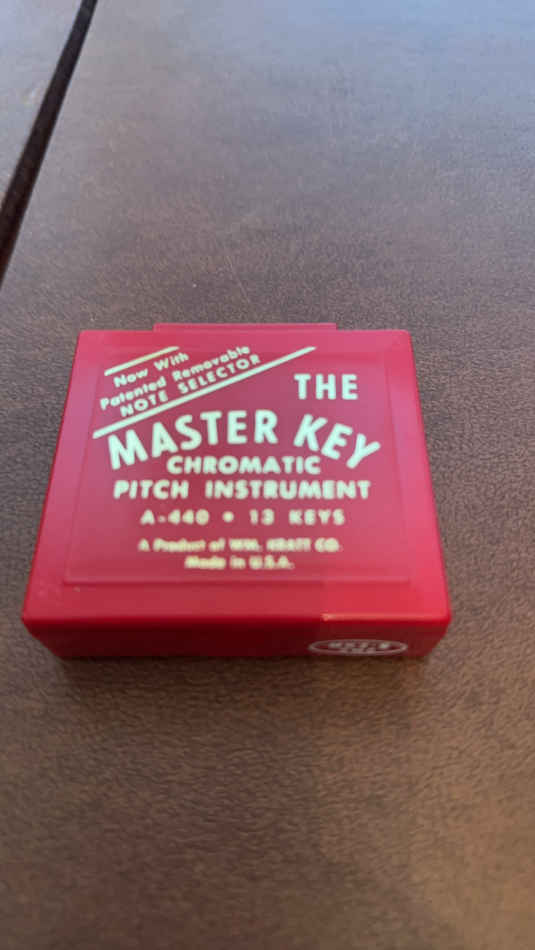 Now With
Patented Removable
NOTE SELECTOR
THE
MASTER KEY
CHROMATIC
PITCH INSTRUMENT
A-440 • 13 KEYS
A Product of WM. KRATT CO.
Made in U.S.A.